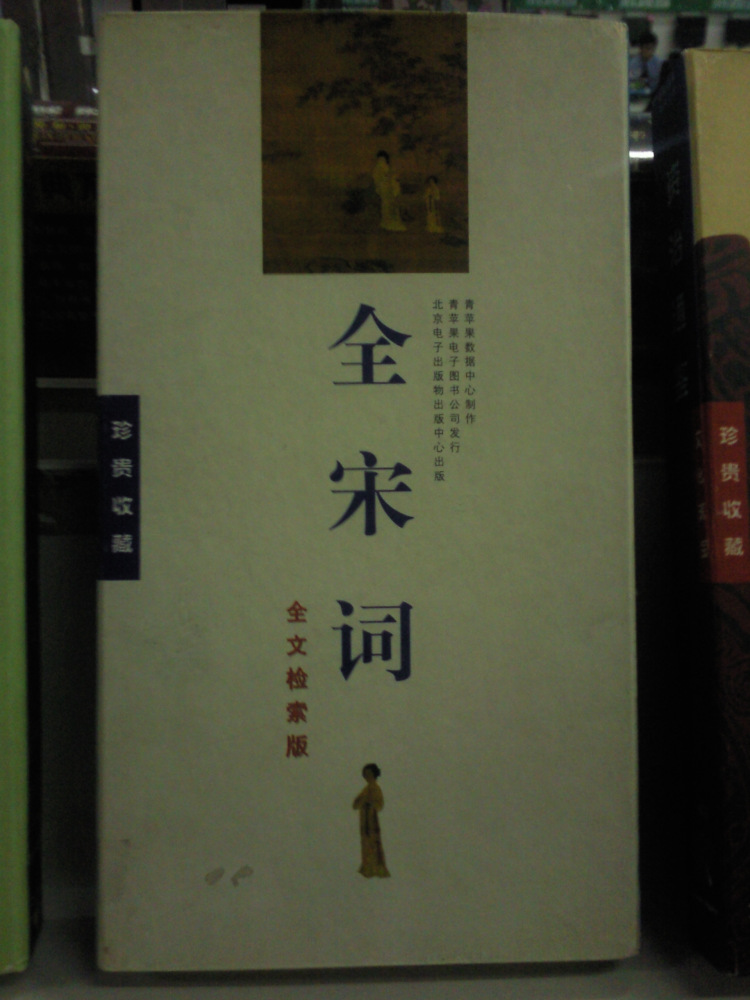 全宋词
青苹果数据中心制作
青苹果电子图书公司发行
北京电子出版物出版中心出版
全文检索版
珍贵收藏
珍贵收藏